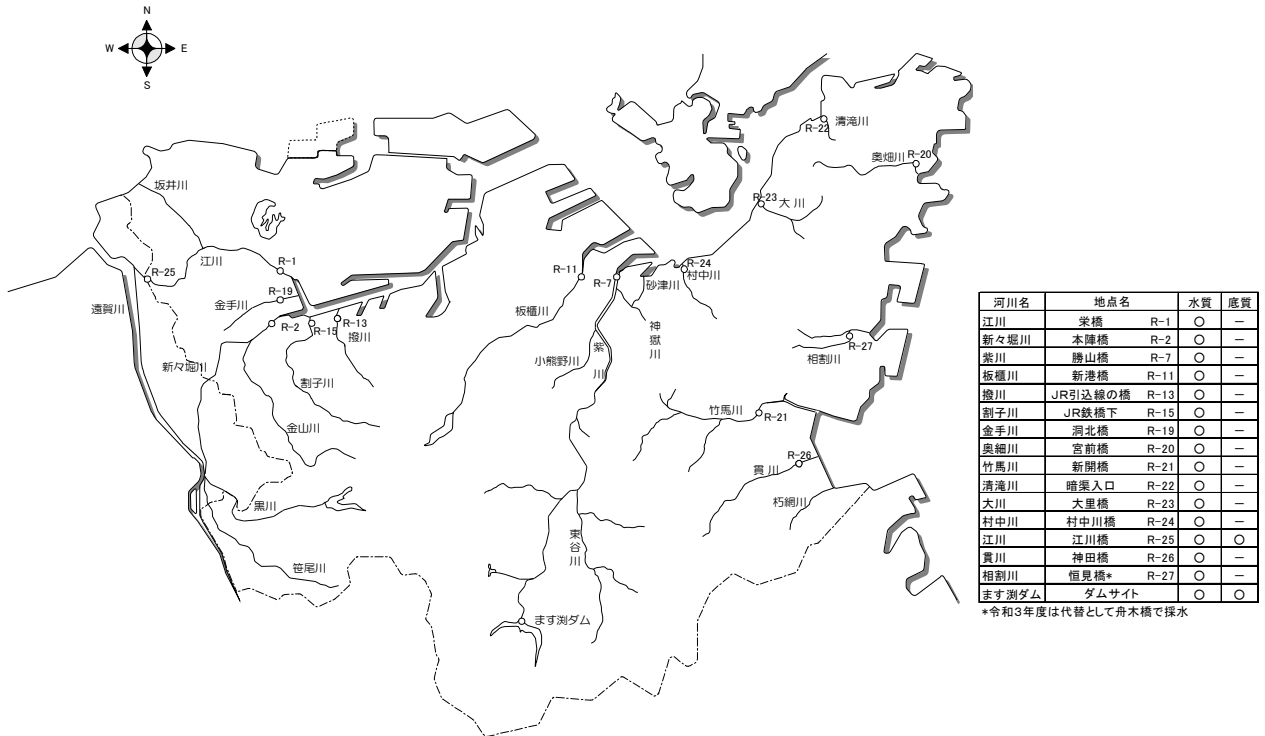 N
W E
S
坂井川
R-25
江川
R-1
遠賀川
R-19
金手川
R-2
R-15
R-13
撥川
新々堀川
割子川
金山川
黒川
笹尾川
R-11
板櫃川
R-7
小熊野川
紫川
神嶽川
砂津川
R-24
村中川
R-23
大川
R-22
清滝川
奥畑川 R-20
R-27
相割川
竹馬川
R-21
R-26
貫川
朽網川
東谷川
ます渕ダム
河川名 地点名 水質 底質
江川 栄橋 R-1 ○ －
新々堀川 本陣橋 R-2 ○ －
紫川 勝山橋 R-7 ○ －
板櫃川 新港橋 R-11 ○ －
撥川 JR引込線の橋 R-13 ○ －
割子川 JR鉄橋下 R-15 ○ －
金手川 洞北橋 R-19 ○ －
奥細川 宮前橋 R-20 ○ －
竹馬川 新開橋 R-21 ○ －
清滝川 暗渠入口 R-22 ○ －
大川 大里橋 R-23 ○ －
村中川 村中川橋 R-24 ○ －
江川 江川橋 R-25 ○ ○
貫川 神田橋 R-26 ○ －
相割川 恒見橋* R-27 ○ －
ます渕ダム ダムサイト ○ ○
*令和3年度は代替として舟木橋で採水